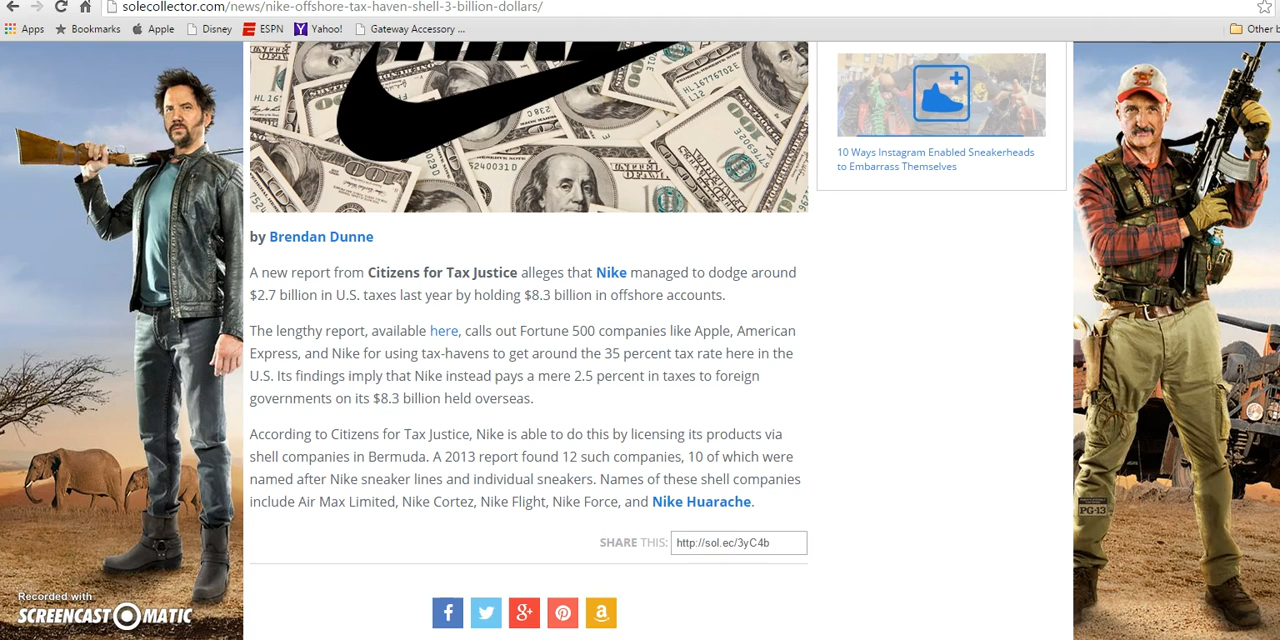 solecollector.com/news/nike-offshore-tax-haven-shell-3-billion-dollars/
Apps Bookmarks Apple Disney ESPN Yahoo! Gateway Accessory ... Other b
10 Ways Instagram Enabled Sneakerheads
to Embarrass Themselves
by Brendan Dunne
A new report from Citizens for Tax Justice alleges that Nike managed to dodge around
$2.7 billion in U.S. taxes last year by holding $8.3 billion in offshore accounts.
The lengthy report, available here, calls out Fortune 500 companies like Apple, American
Express, and Nike for using tax-havens to get around the 35 percent tax rate here in the
U.S. Its findings imply that Nike instead pays a mere 2.5 percent in taxes to foreign
governments on its $8.3 billion held overseas.
According to Citizens for Tax Justice, Nike is able to do this by licensing its products via
shell companies in Bermuda. A 2013 report found 12 such companies, 10 of which were
named after Nike sneaker lines and individual sneakers. Names of these shell companies
include Air Max Limited, Nike Cortez, Nike Flight, Nike Force, and Nike Huarache.
SHARE THIS: http://sol.ec/3yC4b
PG-13
Recorded with
SCREENCAST MATIC